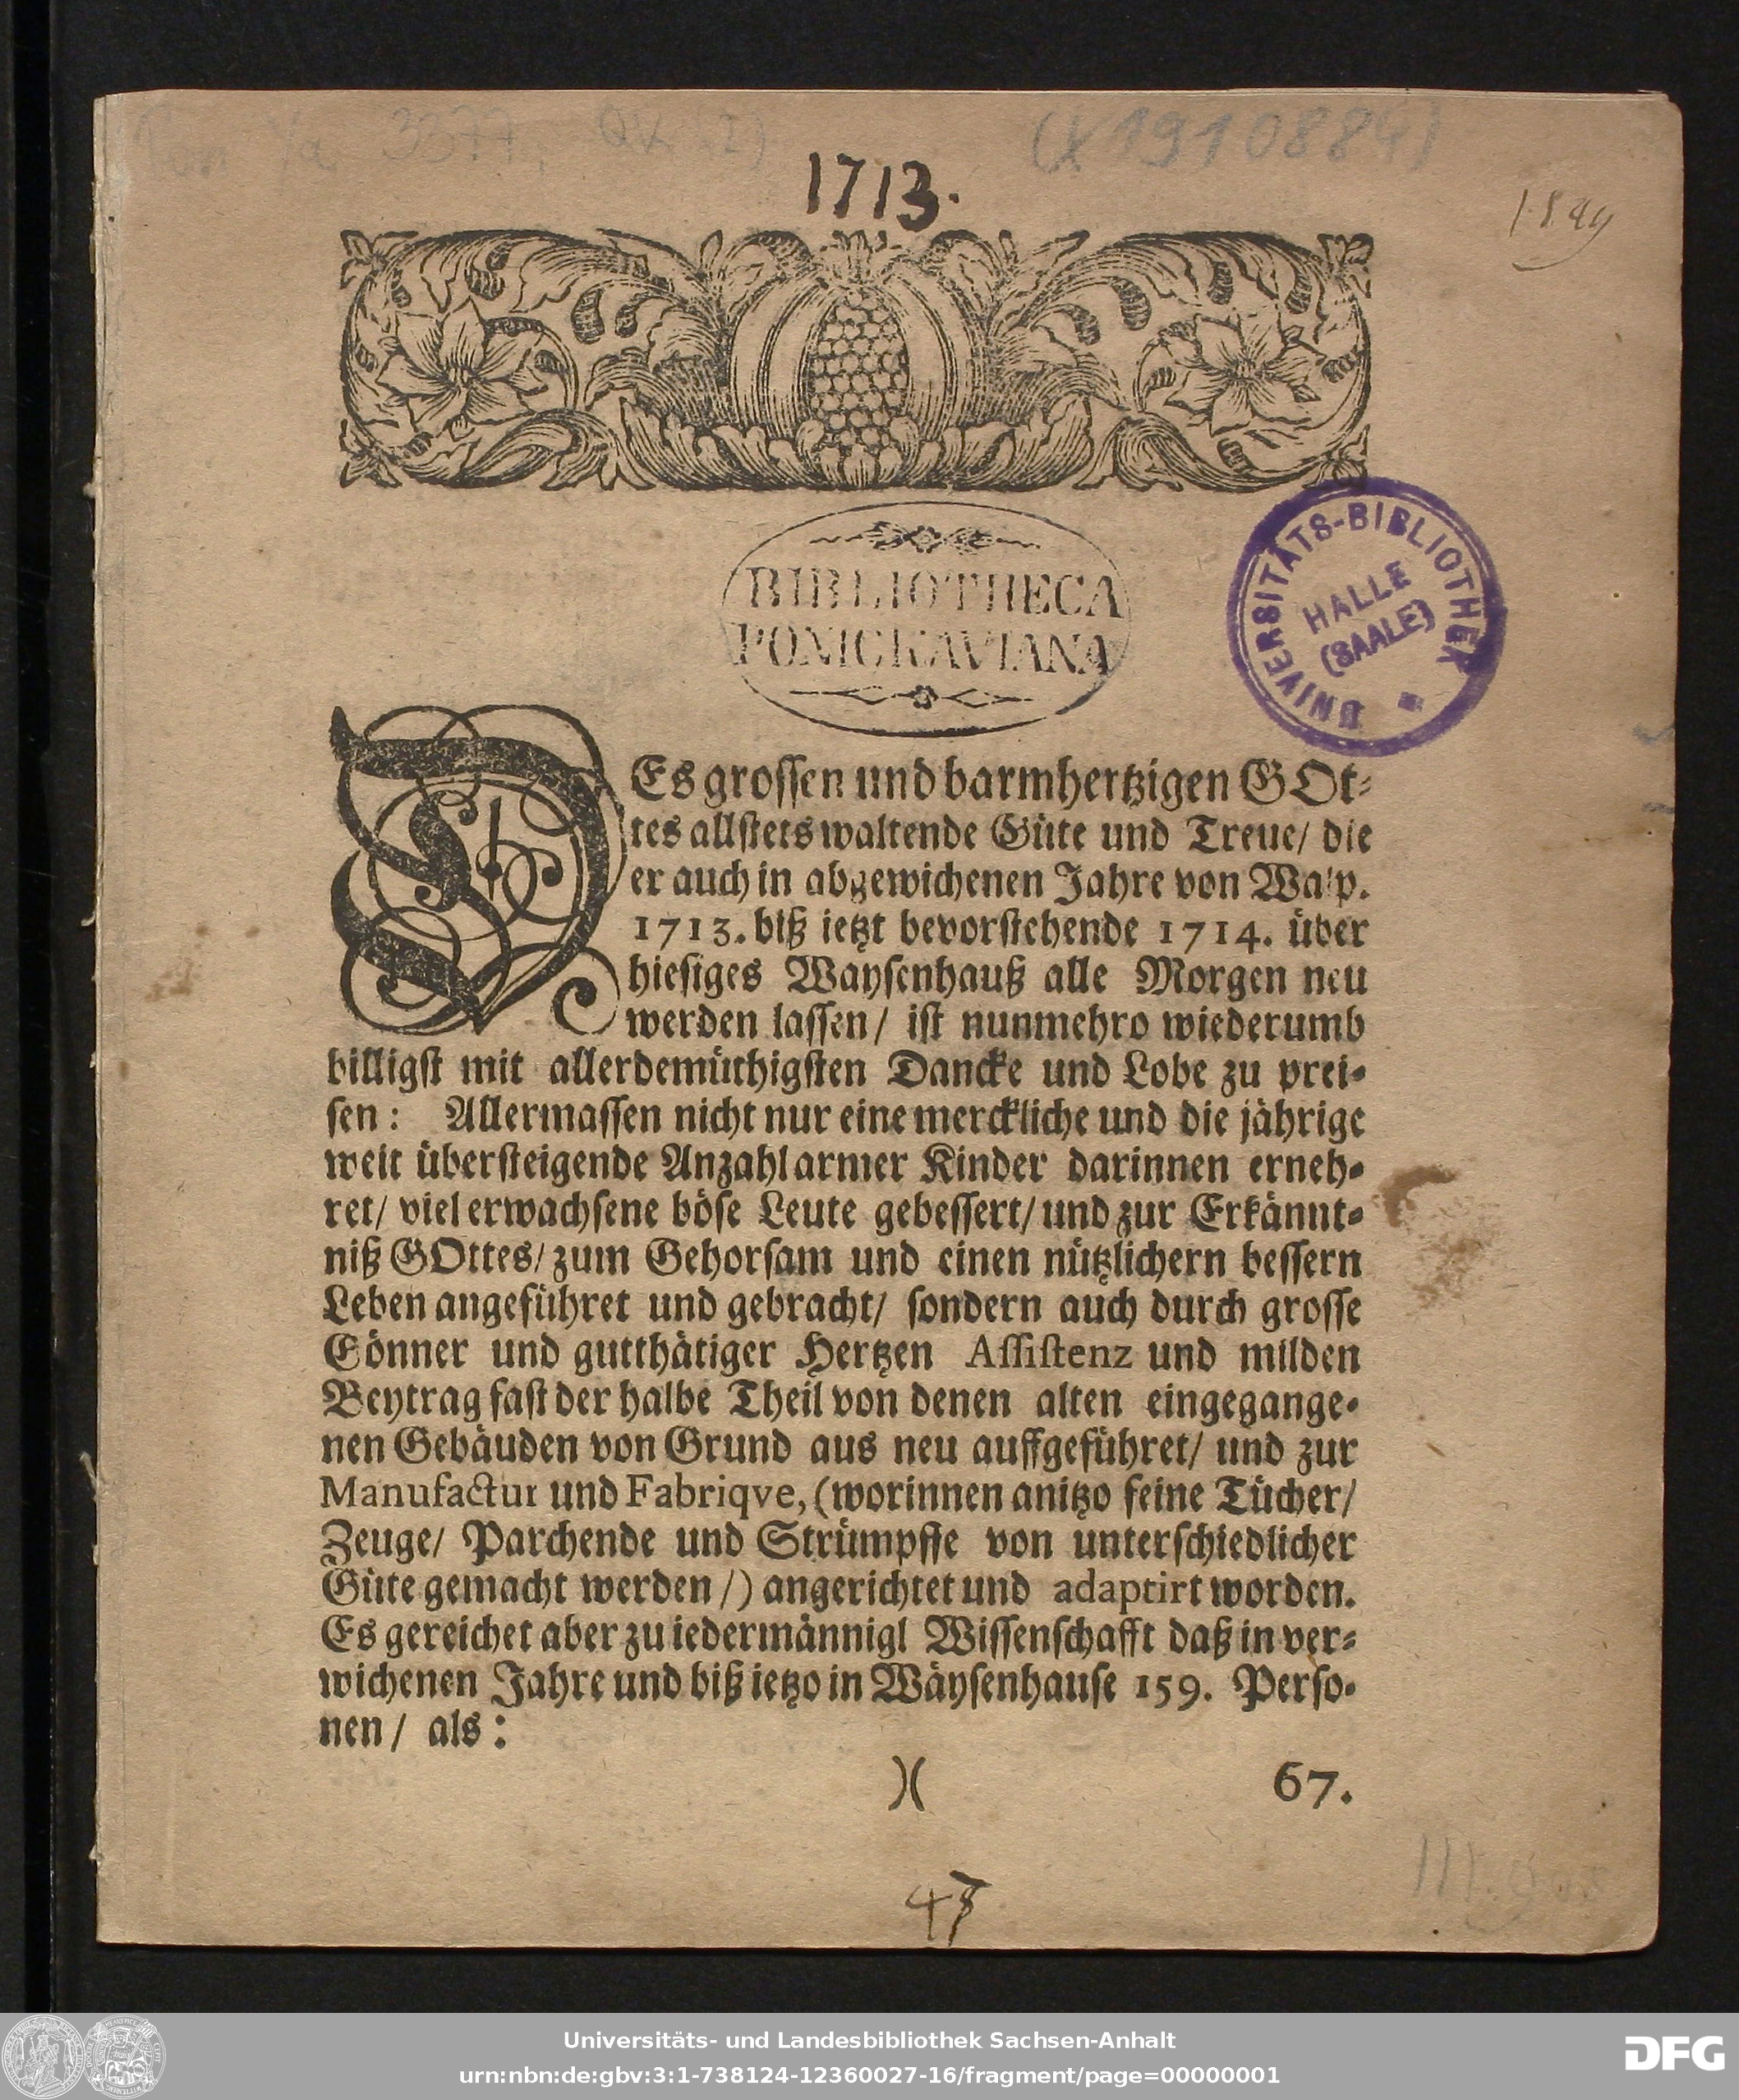 (X1910884)
1713.
BIBLIOTHECA
PONICKAVIANA
UNIVERSITÄTS-BIBLIOTHEK
HALLE
(SAALE)
DEs grossen und barmhertzigen GOt-
tes allstets waltende Güte und Treue/ die
er auch in abgewichenen Jahre von Walp.
1713. biß ietzt bevorstehende 1714. über
hiesiges Waysenhauß alle Morgen neu
werden lassen/ ist nunmehro wiederumb
billigst mit allerdemüthigsten Dancke und Lobe zu prei-
sen: Allermassen nicht nur eine merckliche und die jährige
weit übersteigende Anzahl armer Kinder darinnen erneh-
ret/ viel erwachsene böse Leute gebessert/ und zur Erkännt-
niß GOttes/ zum Gehorsam und einen nützlichern bessern
Leben angeführet und gebracht/ sondern auch durch grosse
Gönner und gutthätiger Hertzen Assistenz und milden
Beytrag fast der halbe Theil von denen alten eingegange-
nen Gebäuden von Grund aus neu auffgeführet/ und zur
Manufactur und Fabriqve, (worinnen anitzo feine Tücher/
Zeuge/ Parchende und Strümpffe von unterschiedlicher
Güte gemacht werden/) angerichtet und adaptirt worden.
Es gereichet aber zu iedermännigl Wissenschafft daß in ver-
wichenen Jahre und biß ietzo in Wäysenhause 159. Perso-
nen/ als:
)( 67.
48
Universitäts- und Landesbibliothek Sachsen-Anhalt
urn:nbn:de:gbv:3:1-738124-12360027-16/fragment/page=00000001
DFG